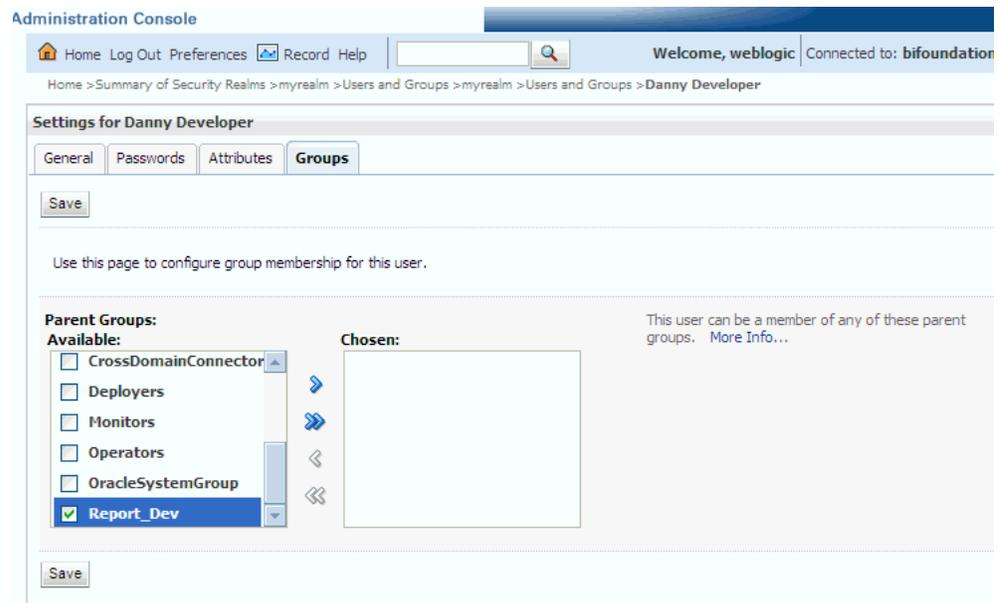 Administration Console
Home Log Out Preferences Record Help
Welcome, weblogic Connected to: bifoundation
Home >Summary of Security Realms >myrealm >Users and Groups >myrealm >Users and Groups >Danny Developer
Settings for Danny Developer
General Passwords Attributes Groups
Save
Use this page to configure group membership for this user.
Parent Groups:
Available:
CrossDomainConnector
Deployers
Monitors
Operators
OracleSystemGroup
Report_Dev
Chosen:
This user can be a member of any of these parent
groups. More Info...
Save